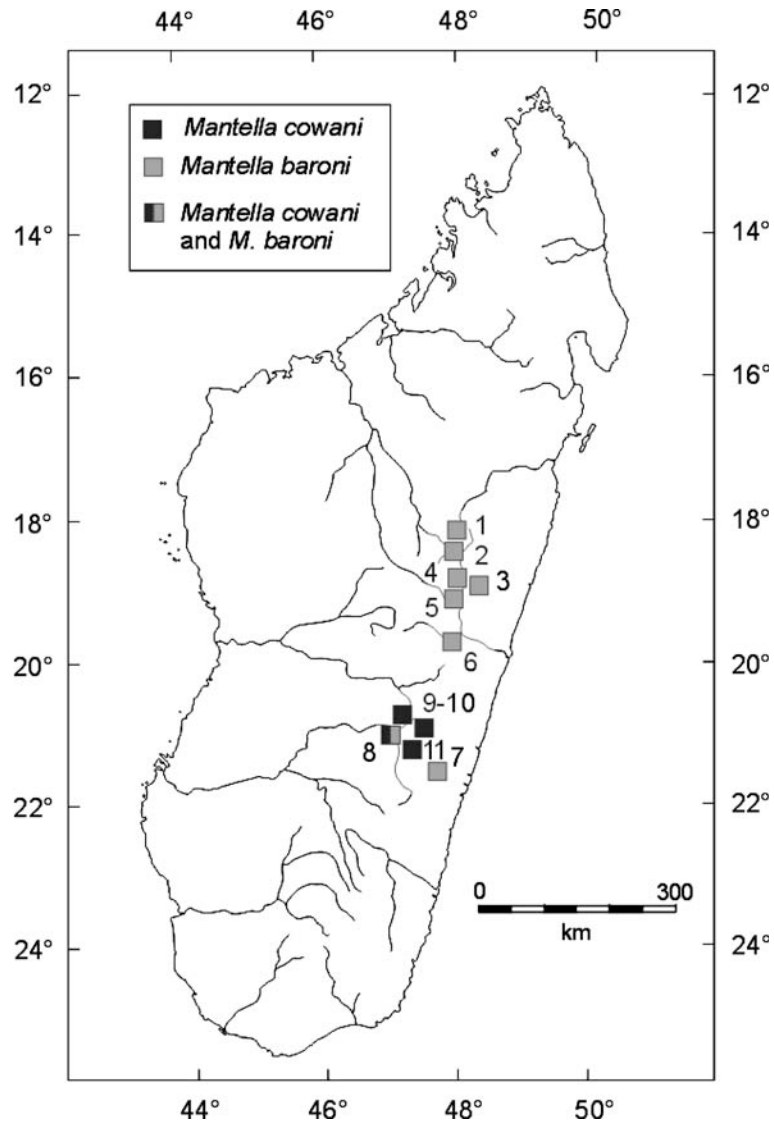 44° 46° 48° 50°
12° 12°
Mantella cowani
Mantella baroni
Mantella cowani
and M. baroni
14° 14°
16° 16°
18° 1 18°
2
4 3
5
20° 6 20°
9-10
8 11 7
22° 22°
0 300
km
24° 24°
44° 46° 48° 50°